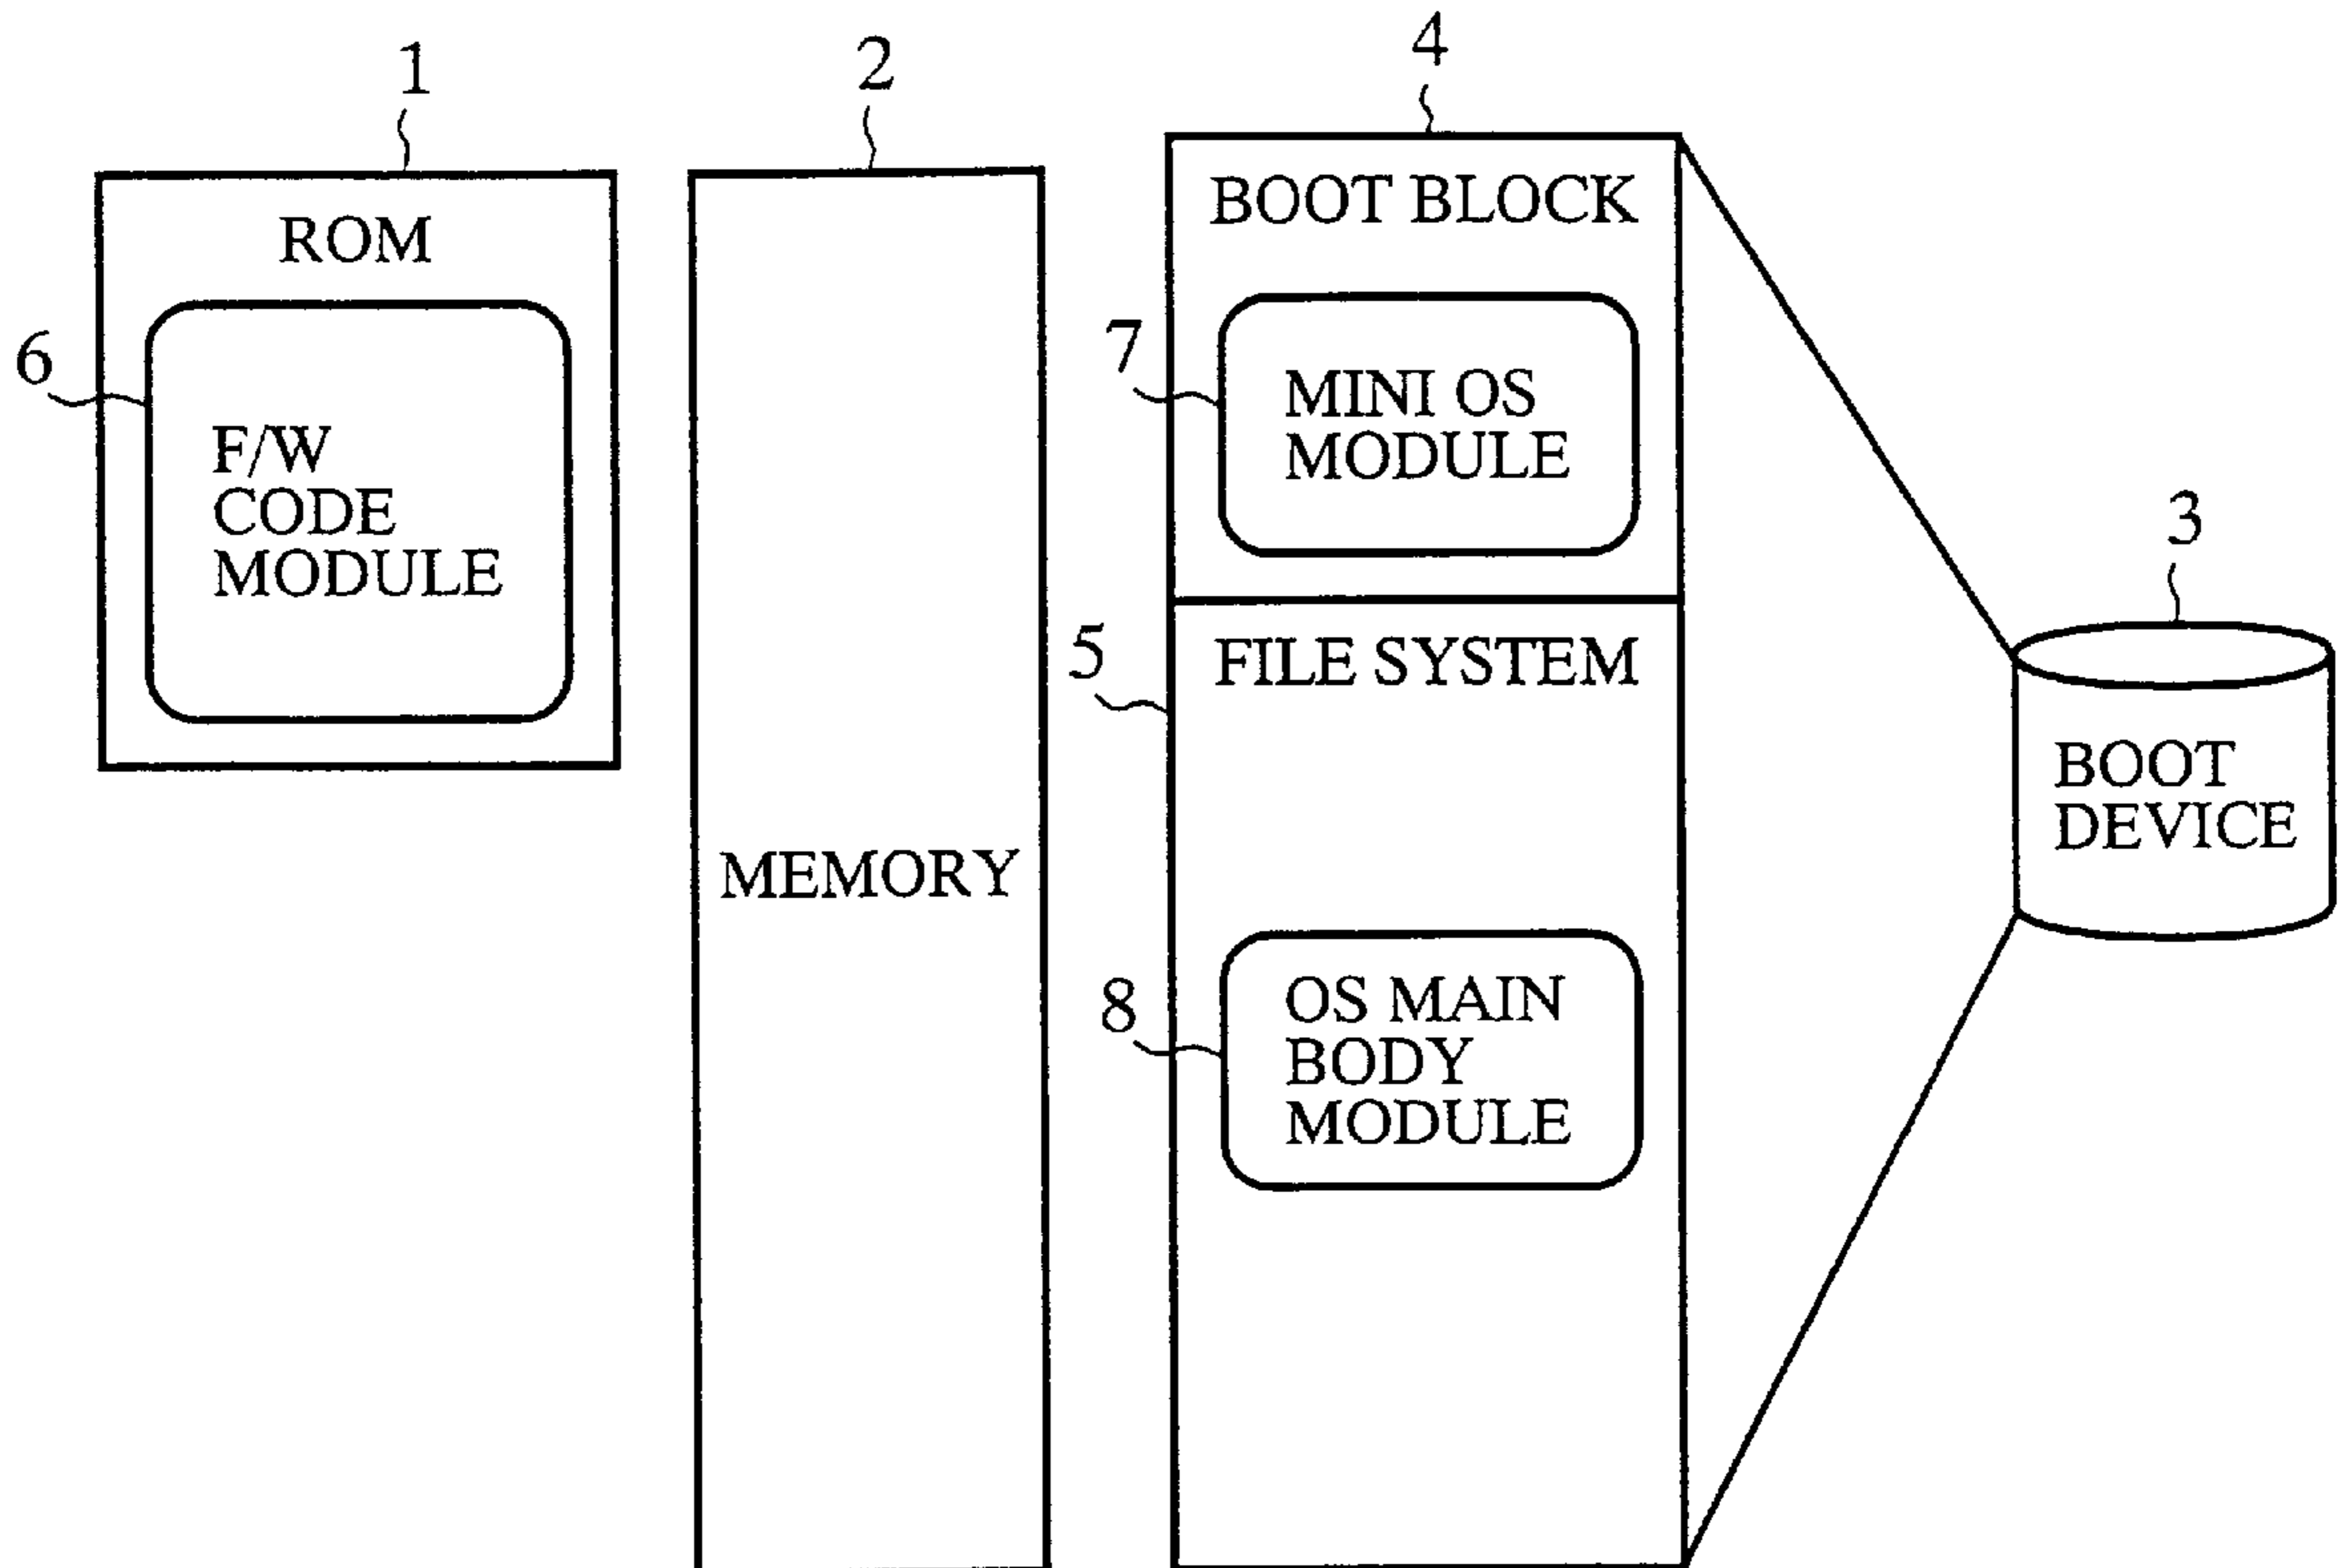 1
ROM
6
F/W
CODE
MODULE
2
MEMORY
4
BOOT BLOCK
7
MINI OS
MODULE
5
FILE SYSTEM
8
OS MAIN
BODY
MODULE
3
BOOT
DEVICE